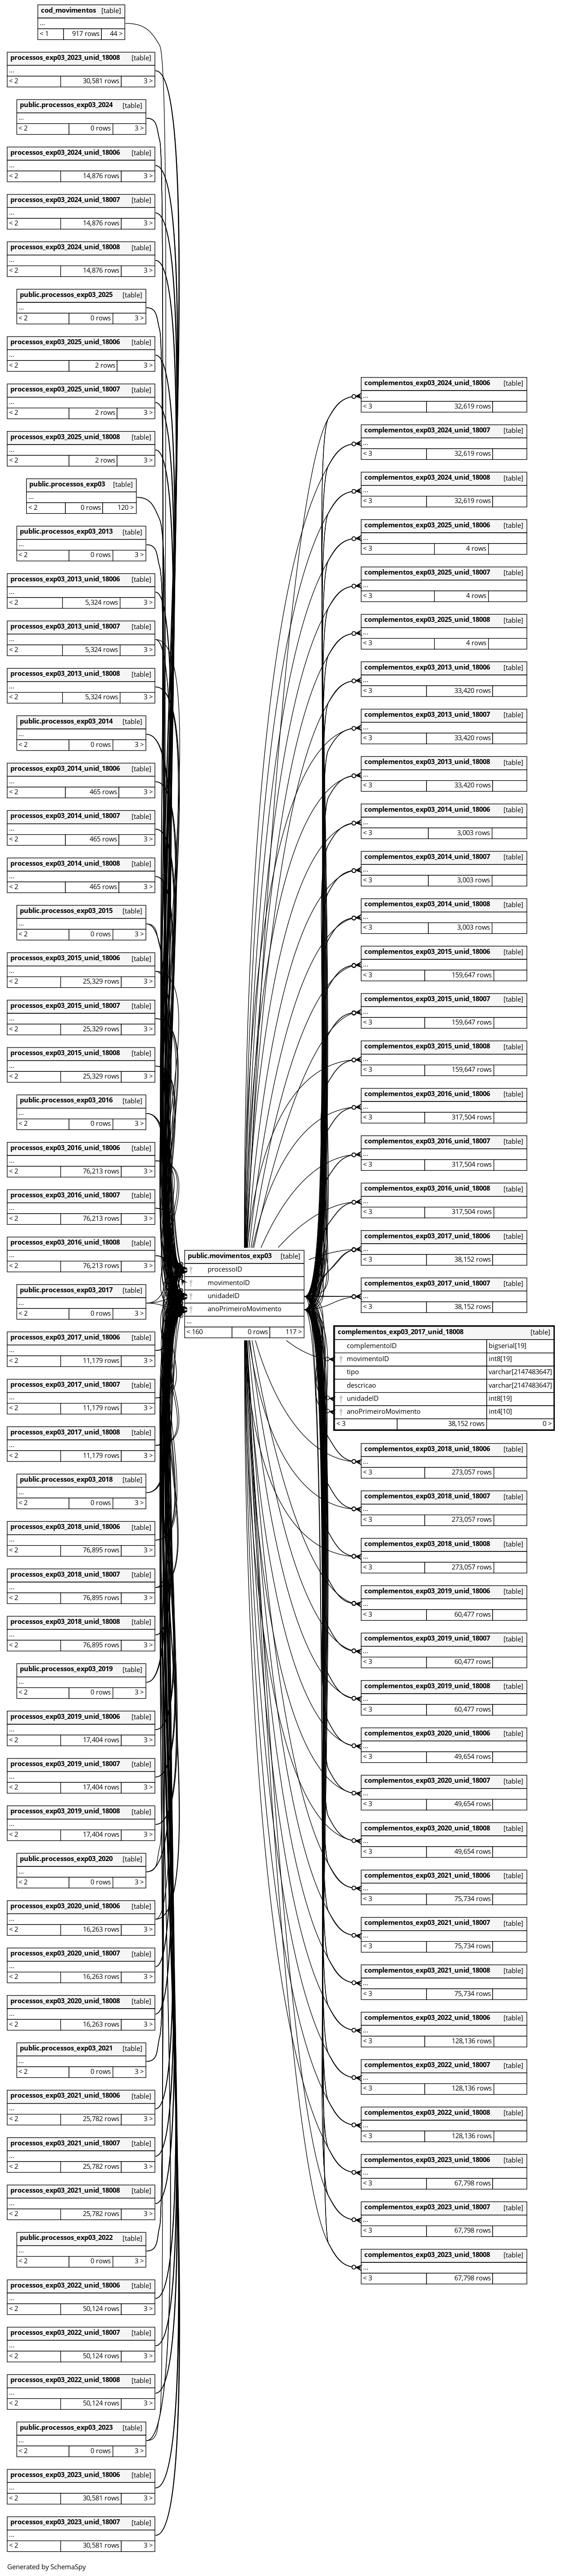 cod_movimentos [table]
...
< 1 917 rows 44 >
processos_exp03_2023_unid_18008 [table]
...
< 2 30,581 rows 3 >
public.processos_exp03_2024 [table]
...
< 2 0 rows 3 >
processos_exp03_2024_unid_18006 [table]
...
< 2 14,876 rows 3 >
processos_exp03_2024_unid_18007 [table]
...
< 2 14,876 rows 3 >
processos_exp03_2024_unid_18008 [table]
...
< 2 14,876 rows 3 >
public.processos_exp03_2025 [table]
...
< 2 0 rows 3 >
processos_exp03_2025_unid_18006 [table]
...
< 2 2 rows 3 >
processos_exp03_2025_unid_18007 [table]
...
< 2 2 rows 3 >
processos_exp03_2025_unid_18008 [table]
...
< 2 2 rows 3 >
public.processos_exp03 [table]
...
< 2 0 rows 120 >
public.processos_exp03_2013 [table]
...
< 2 0 rows 3 >
processos_exp03_2013_unid_18006 [table]
...
< 2 5,324 rows 3 >
processos_exp03_2013_unid_18007 [table]
...
< 2 5,324 rows 3 >
processos_exp03_2013_unid_18008 [table]
...
< 2 5,324 rows 3 >
public.processos_exp03_2014 [table]
...
< 2 0 rows 3 >
processos_exp03_2014_unid_18006 [table]
...
< 2 465 rows 3 >
processos_exp03_2014_unid_18007 [table]
...
< 2 465 rows 3 >
processos_exp03_2014_unid_18008 [table]
...
< 2 465 rows 3 >
public.processos_exp03_2015 [table]
...
< 2 0 rows 3 >
processos_exp03_2015_unid_18006 [table]
...
< 2 25,329 rows 3 >
processos_exp03_2015_unid_18007 [table]
...
< 2 25,329 rows 3 >
processos_exp03_2015_unid_18008 [table]
...
< 2 25,329 rows 3 >
public.processos_exp03_2016 [table]
...
< 2 0 rows 3 >
processos_exp03_2016_unid_18006 [table]
...
< 2 76,213 rows 3 >
processos_exp03_2016_unid_18007 [table]
...
< 2 76,213 rows 3 >
processos_exp03_2016_unid_18008 [table]
...
< 2 76,213 rows 3 >
public.processos_exp03_2017 [table]
...
< 2 0 rows 3 >
processos_exp03_2017_unid_18006 [table]
...
< 2 11,179 rows 3 >
processos_exp03_2017_unid_18007 [table]
...
< 2 11,179 rows 3 >
processos_exp03_2017_unid_18008 [table]
...
< 2 11,179 rows 3 >
public.processos_exp03_2018 [table]
...
< 2 0 rows 3 >
processos_exp03_2018_unid_18006 [table]
...
< 2 76,895 rows 3 >
processos_exp03_2018_unid_18007 [table]
...
< 2 76,895 rows 3 >
processos_exp03_2018_unid_18008 [table]
...
< 2 76,895 rows 3 >
public.processos_exp03_2019 [table]
...
< 2 0 rows 3 >
processos_exp03_2019_unid_18006 [table]
...
< 2 17,404 rows 3 >
processos_exp03_2019_unid_18007 [table]
...
< 2 17,404 rows 3 >
processos_exp03_2019_unid_18008 [table]
...
< 2 17,404 rows 3 >
public.processos_exp03_2020 [table]
...
< 2 0 rows 3 >
processos_exp03_2020_unid_18006 [table]
...
< 2 16,263 rows 3 >
processos_exp03_2020_unid_18007 [table]
...
< 2 16,263 rows 3 >
processos_exp03_2020_unid_18008 [table]
...
< 2 16,263 rows 3 >
public.processos_exp03_2021 [table]
...
< 2 0 rows 3 >
processos_exp03_2021_unid_18006 [table]
...
< 2 25,782 rows 3 >
processos_exp03_2021_unid_18007 [table]
...
< 2 25,782 rows 3 >
processos_exp03_2021_unid_18008 [table]
...
< 2 25,782 rows 3 >
public.processos_exp03_2022 [table]
...
< 2 0 rows 3 >
processos_exp03_2022_unid_18006 [table]
...
< 2 50,124 rows 3 >
processos_exp03_2022_unid_18007 [table]
...
< 2 50,124 rows 3 >
processos_exp03_2022_unid_18008 [table]
...
< 2 50,124 rows 3 >
public.processos_exp03_2023 [table]
...
< 2 0 rows 3 >
processos_exp03_2023_unid_18006 [table]
...
< 2 30,581 rows 3 >
processos_exp03_2023_unid_18007 [table]
...
< 2 30,581 rows 3 >
public.movimentos_exp03 [table]
processoID
movimentoID
unidadeID
anoPrimeiroMovimento
...
< 160 0 rows 117 >
complementos_exp03_2024_unid_18006 [table]
...
< 3 32,619 rows
complementos_exp03_2024_unid_18007 [table]
...
< 3 32,619 rows
complementos_exp03_2024_unid_18008 [table]
...
< 3 32,619 rows
complementos_exp03_2025_unid_18006 [table]
...
< 3 4 rows
complementos_exp03_2025_unid_18007 [table]
...
< 3 4 rows
complementos_exp03_2025_unid_18008 [table]
...
< 3 4 rows
complementos_exp03_2013_unid_18006 [table]
...
< 3 33,420 rows
complementos_exp03_2013_unid_18007 [table]
...
< 3 33,420 rows
complementos_exp03_2013_unid_18008 [table]
...
< 3 33,420 rows
complementos_exp03_2014_unid_18006 [table]
...
< 3 3,003 rows
complementos_exp03_2014_unid_18007 [table]
...
< 3 3,003 rows
complementos_exp03_2014_unid_18008 [table]
...
< 3 3,003 rows
complementos_exp03_2015_unid_18006 [table]
...
< 3 159,647 rows
complementos_exp03_2015_unid_18007 [table]
...
< 3 159,647 rows
complementos_exp03_2015_unid_18008 [table]
...
< 3 159,647 rows
complementos_exp03_2016_unid_18006 [table]
...
< 3 317,504 rows
complementos_exp03_2016_unid_18007 [table]
...
< 3 317,504 rows
complementos_exp03_2016_unid_18008 [table]
...
< 3 317,504 rows
complementos_exp03_2017_unid_18006 [table]
...
< 3 38,152 rows
complementos_exp03_2017_unid_18007 [table]
...
< 3 38,152 rows
complementos_exp03_2017_unid_18008 [table]
complementoID bigserial[19]
movimentoID int8[19]
tipo varchar[2147483647]
descricao varchar[2147483647]
unidadeID int8[19]
anoPrimeiroMovimento int4[10]
< 3 38,152 rows 0 >
complementos_exp03_2018_unid_18006 [table]
...
< 3 273,057 rows
complementos_exp03_2018_unid_18007 [table]
...
< 3 273,057 rows
complementos_exp03_2018_unid_18008 [table]
...
< 3 273,057 rows
complementos_exp03_2019_unid_18006 [table]
...
< 3 60,477 rows
complementos_exp03_2019_unid_18007 [table]
...
< 3 60,477 rows
complementos_exp03_2019_unid_18008 [table]
...
< 3 60,477 rows
complementos_exp03_2020_unid_18006 [table]
...
< 3 49,654 rows
complementos_exp03_2020_unid_18007 [table]
...
< 3 49,654 rows
complementos_exp03_2020_unid_18008 [table]
...
< 3 49,654 rows
complementos_exp03_2021_unid_18006 [table]
...
< 3 75,734 rows
complementos_exp03_2021_unid_18007 [table]
...
< 3 75,734 rows
complementos_exp03_2021_unid_18008 [table]
...
< 3 75,734 rows
complementos_exp03_2022_unid_18006 [table]
...
< 3 128,136 rows
complementos_exp03_2022_unid_18007 [table]
...
< 3 128,136 rows
complementos_exp03_2022_unid_18008 [table]
...
< 3 128,136 rows
complementos_exp03_2023_unid_18006 [table]
...
< 3 67,798 rows
complementos_exp03_2023_unid_18007 [table]
...
< 3 67,798 rows
complementos_exp03_2023_unid_18008 [table]
...
< 3 67,798 rows
Generated by SchemaSpy